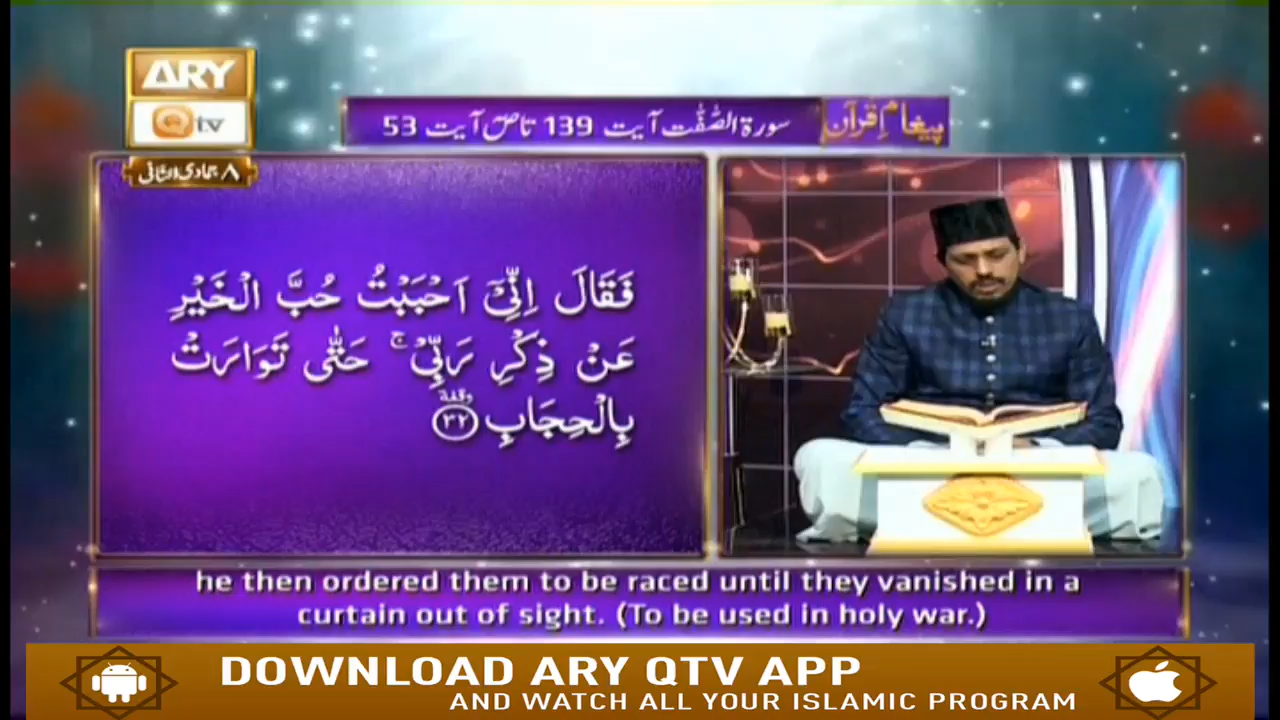 ARY
Qtv
سورۃ الصّٰفّٰت آیت 139 تا صٓ آیت 53
پیغامِ قرآن
۸ جمادی الثانی
فَقَالَ اِنِّیْۤ اَحْبَبْتُ حُبَّ الْخَیْرِ
عَنْ ذِكْرِ رَبِّیْ ۚ حَتّٰى تَوَارَتْ
بِالْحِجَابِ وقفة ﴿۳۲﴾
he then ordered them to be raced until they vanished in a
curtain out of sight. (To be used in holy war.)
DOWNLOAD ARY QTV APP
AND WATCH ALL YOUR ISLAMIC PROGRAM